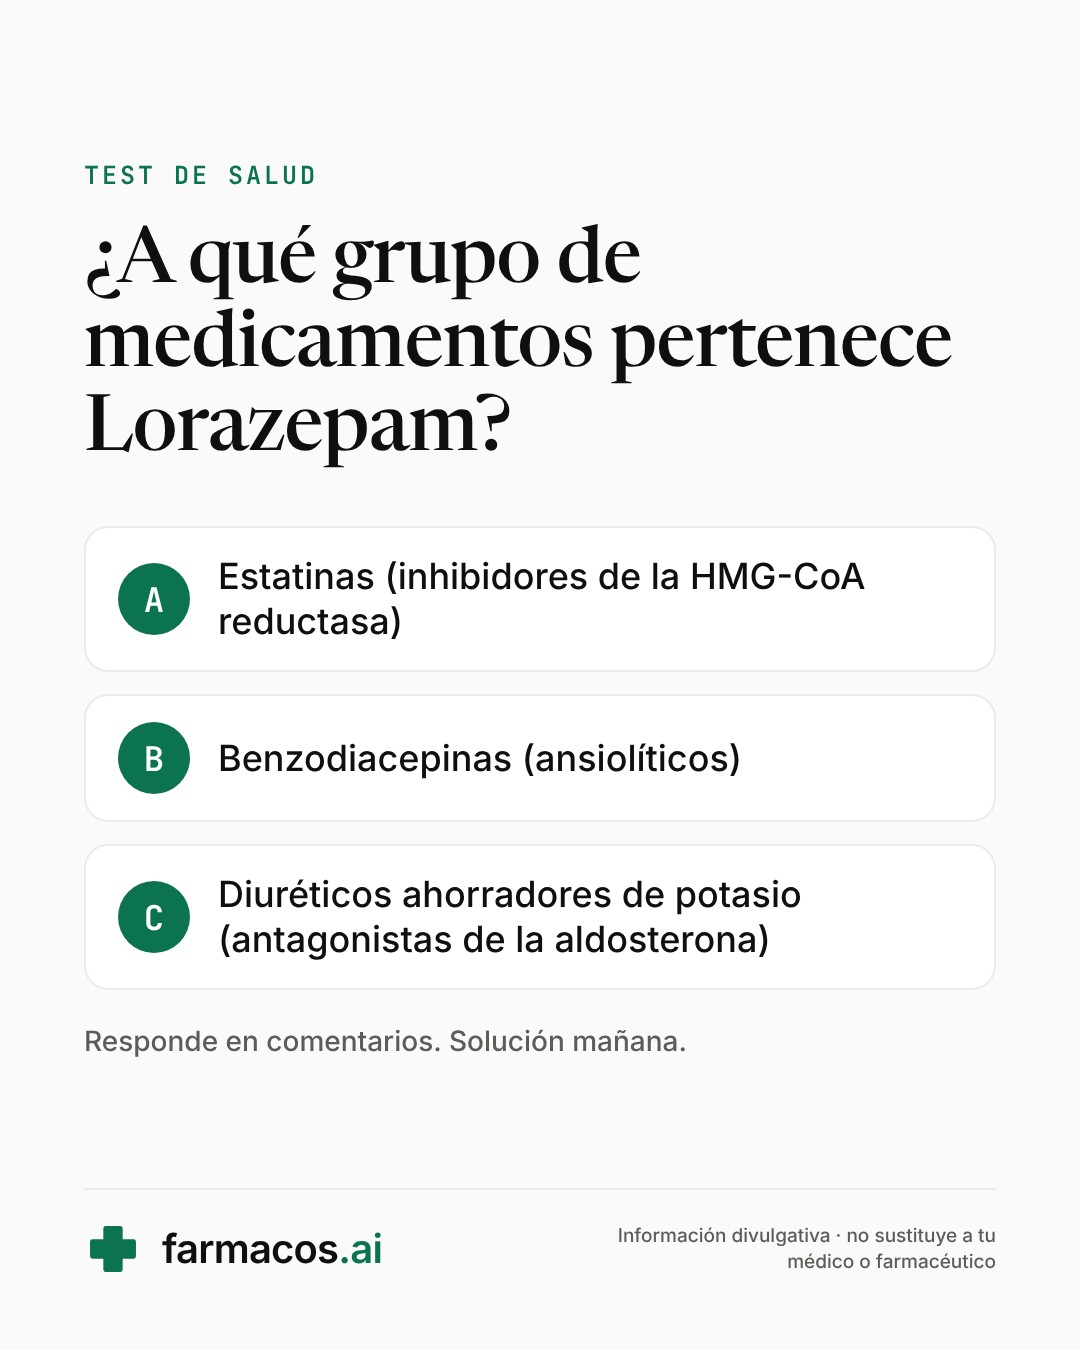 TEST DE SALUD
¿A qué grupo de
medicamentos pertenece
Lorazepam?
A
Estatinas (inhibidores de la HMG-CoA
reductasa)
B
Benzodiacepinas (ansiolíticos)
C
Diuréticos ahorradores de potasio
(antagonistas de la aldosterona)
Responde en comentarios. Solución mañana.
farmacos.ai
Información divulgativa · no sustituye a tu
médico o farmacéutico